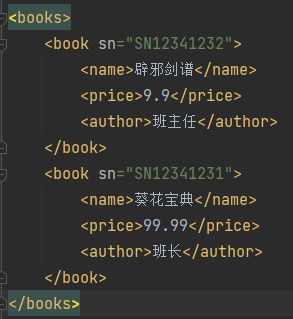 <books>
<book sn="SN12341232">
<name>辟邪剑谱</name>
<price>9.9</price>
<author>班主任</author>
</book>
<book sn="SN12341231">
<name>葵花宝典</name>
<price>99.99</price>
<author>班长</author>
</book>
</books>